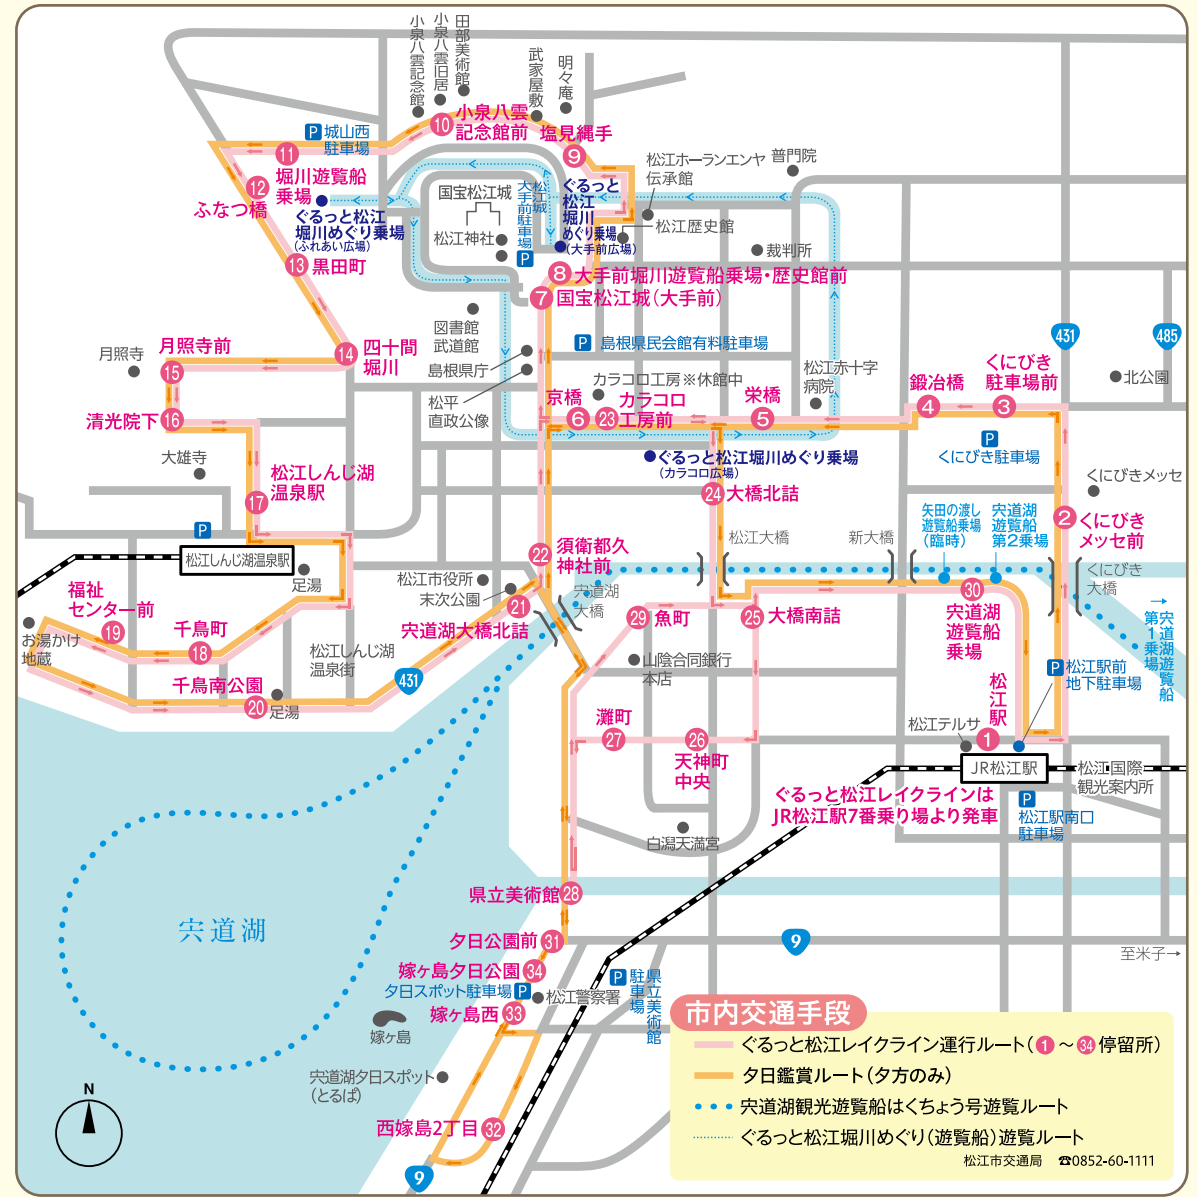 小泉八雲記念館
小泉八雲旧居
田部美術館
武家屋敷
明々庵
P 城山西
駐車場
10
小泉八雲
記念館前
塩見縄手
9
11
堀川遊覧船
乗場
12
ふなつ橋
ぐるっと松江
堀川めぐり乗場
(ふれあい広場)
国宝松江城
松江神社
松江城
大手前駐車場
P
ぐるっと
松江
堀川
めぐり乗場
(大手前広場)
松江ホーランエンヤ
伝承館
普門院
松江歴史館
裁判所
13
黒田町
8
大手前堀川遊覧船乗場・歴史館前
7
国宝松江城(大手前)
図書館
武道館
島根県庁
松平
直政公像
P 島根県民会館有料駐車場
431
485
月照寺
月照寺前
15
14
四十間
堀川
清光院下
16
大雄寺
松江しんじ湖
温泉駅
17
京橋
6
カラコロ工房※休館中
23
カラコロ
工房前
栄橋
5
松江赤十字
病院
鍛冶橋
4
くにびき
駐車場前
3
北公園
P
くにびき駐車場
ぐるっと松江堀川めぐり乗場
(カラコロ広場)
24
大橋北詰
くにびきメッセ
2
くにびき
メッセ前
矢田の渡し
遊覧船乗場
(臨時)
宍道湖
遊覧船
第2乗場
P
松江しんじ湖温泉駅
足湯
22
須衛都久
神社前
松江大橋
新大橋
くにびき
大橋
松江市役所
末次公園
21
宍道湖大橋北詰
宍道湖
大橋
福祉
センター前
19
お湯かけ
地蔵
千鳥町
18
松江しんじ湖
温泉街
千鳥南公園
20
足湯
431
29
魚町
25
大橋南詰
30
宍道湖
遊覧船
乗場
→
宍道湖遊覧船
第1乗場
山陰合同銀行
本店
P 松江駅前
地下駐車場
松江駅
1
松江テルサ
JR松江駅
松江国際
観光案内所
灘町
27
26
天神町
中央
ぐるっと松江レイクラインは
JR松江駅7番乗り場より発車
P
松江駅南口
駐車場
白潟天満宮
県立美術館
28
宍道湖
夕日公園前
31
9
至米子→
嫁ヶ島夕日公園
34
夕日スポット駐車場 P
松江警察署
P
県立美術館
駐車場
嫁ヶ島西
33
嫁ヶ島
宍道湖夕日スポット
(とるぱ)
西嫁島2丁目
32
9
N
市内交通手段
ぐるっと松江レイクライン運行ルート(1～34停留所)
夕日鑑賞ルート(夕方のみ)
宍道湖観光遊覧船はくちょう号遊覧ルート
ぐるっと松江堀川めぐり(遊覧船)遊覧ルート
松江市交通局 ☎0852-60-1111